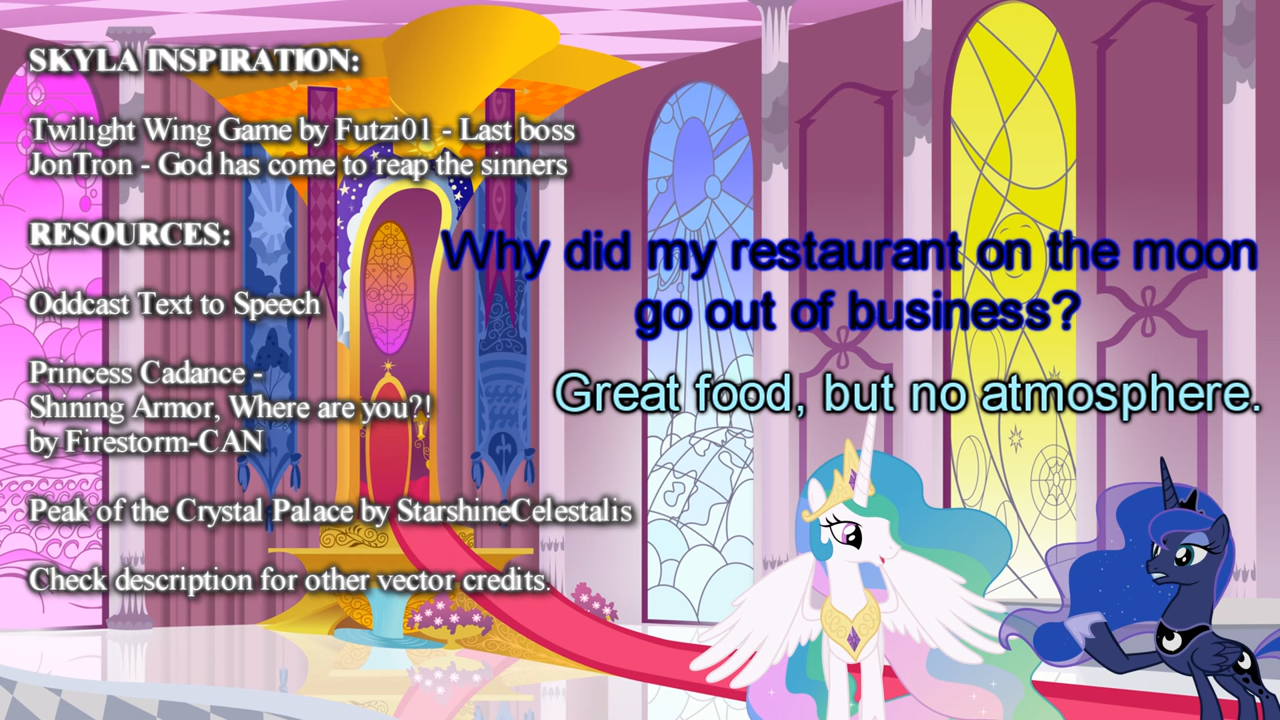 SKYLA INSPIRATION:
Twilight Wing Game by Futzi01 - Last boss
JonTron - God has come to reap the sinners
RESOURCES:
Oddcast Text to Speech
Princess Cadance -
Shining Armor, Where are you?!
by Firestorm-CAN
Peak of the Crystal Palace by StarshineCelestalis
Check description for other vector credits.
Why did my restaurant on the moon
go out of business?
Great food, but no atmosphere.